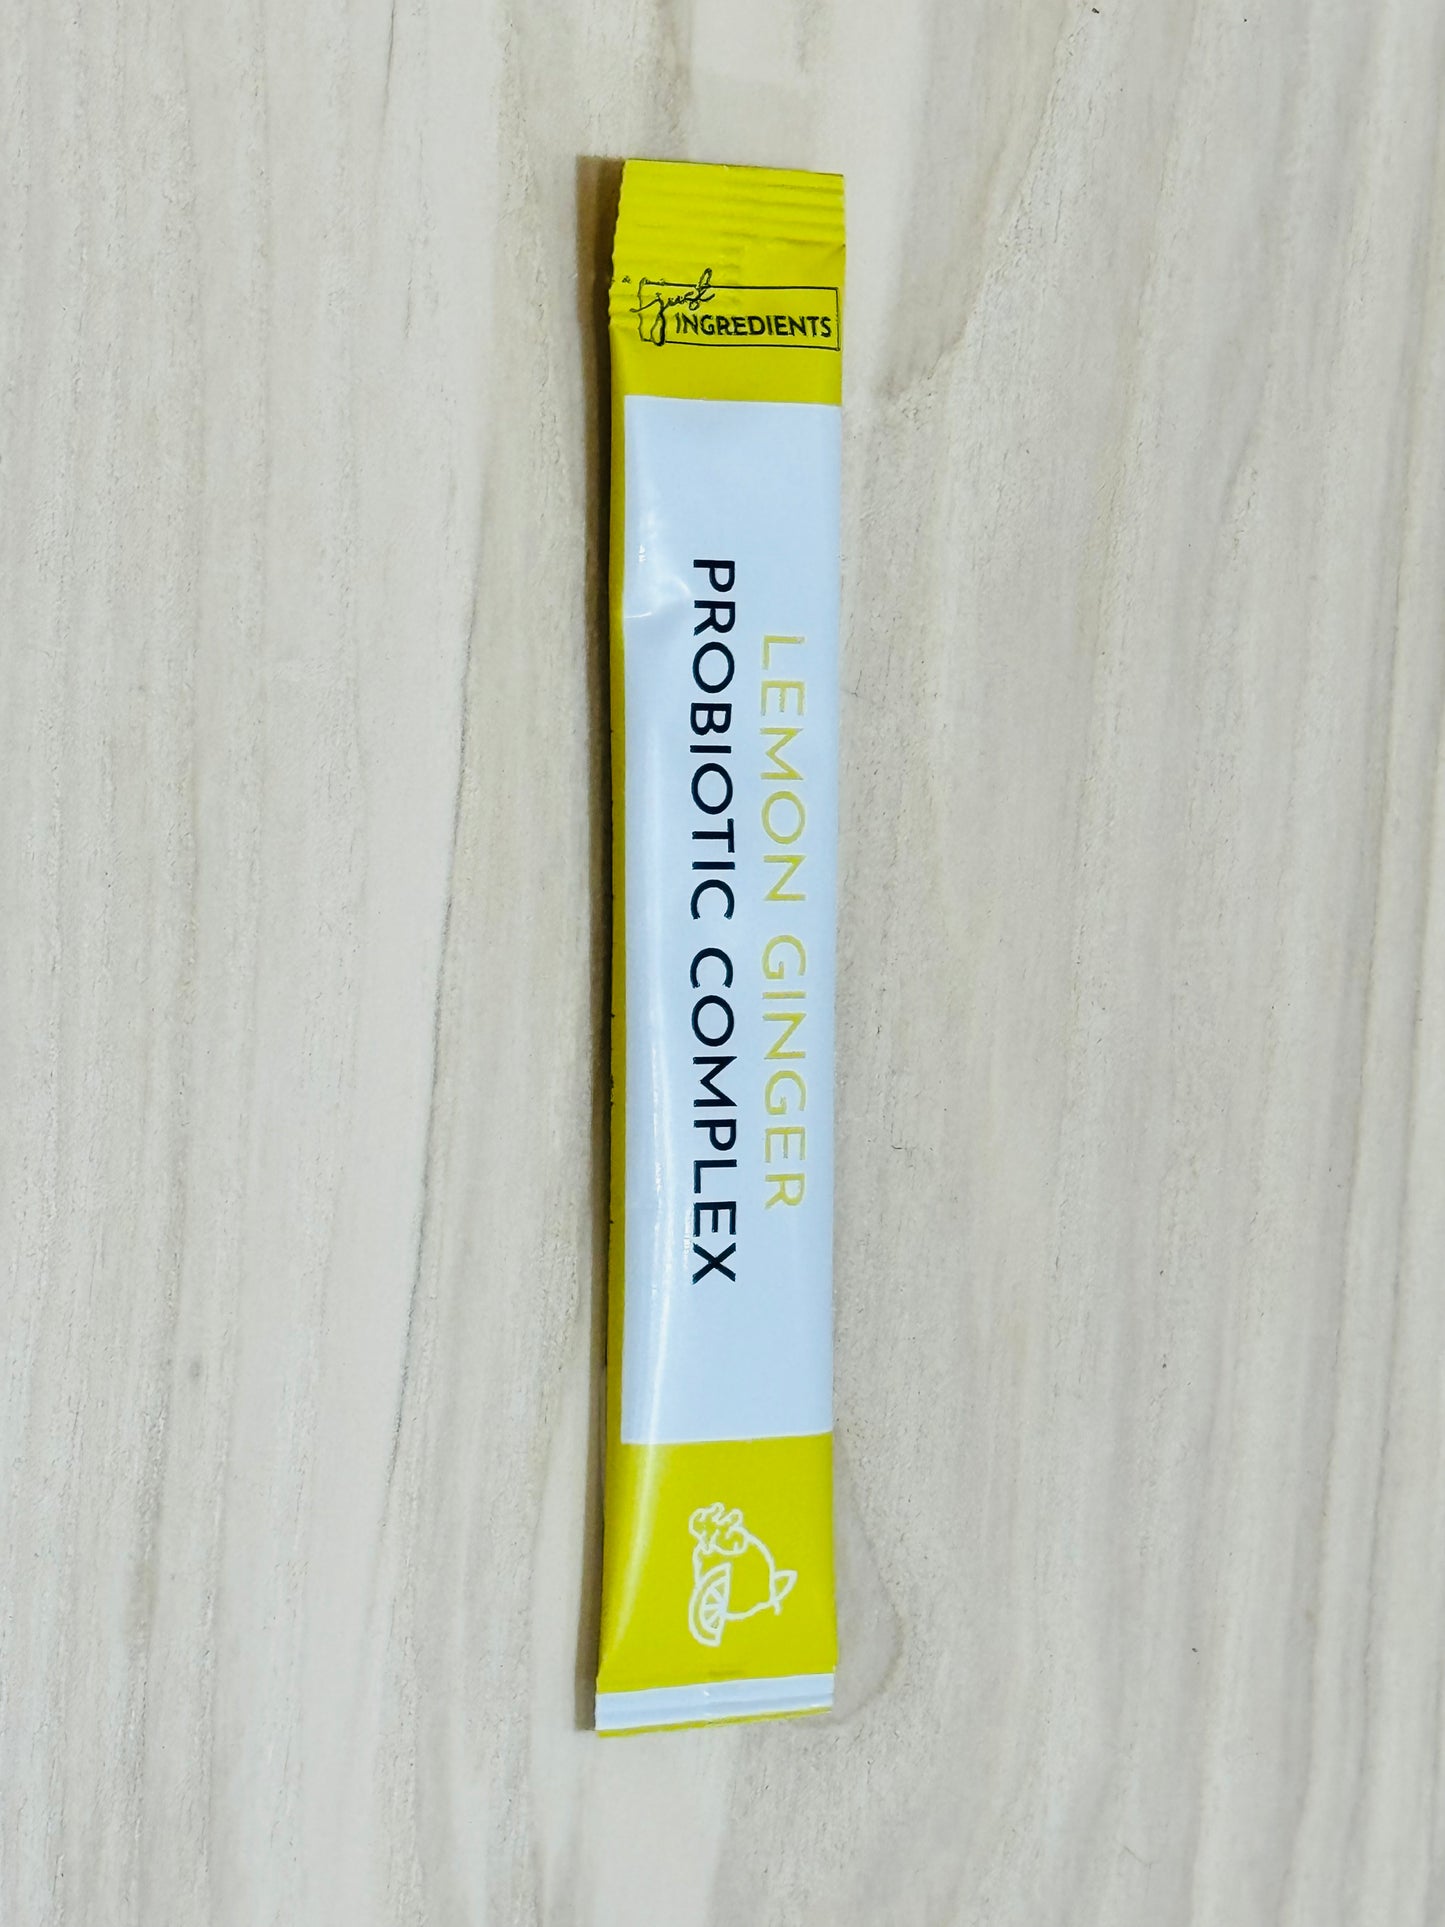 just
INGREDIENTS
LEMON GINGER
PROBIOTIC COMPLEX